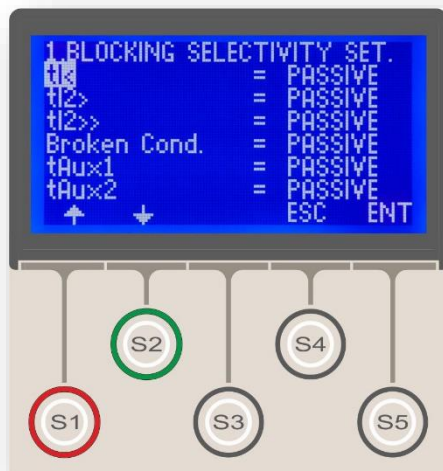 1.BLOCKING SELECTIVITY SET.
tI< = PASSIVE
tI2> = PASSIVE
tI2>> = PASSIVE
Broken Cond. = PASSIVE
tAux1 = PASSIVE
tAux2 = PASSIVE
ESC ENT
S2 S4
S1 S3 S5